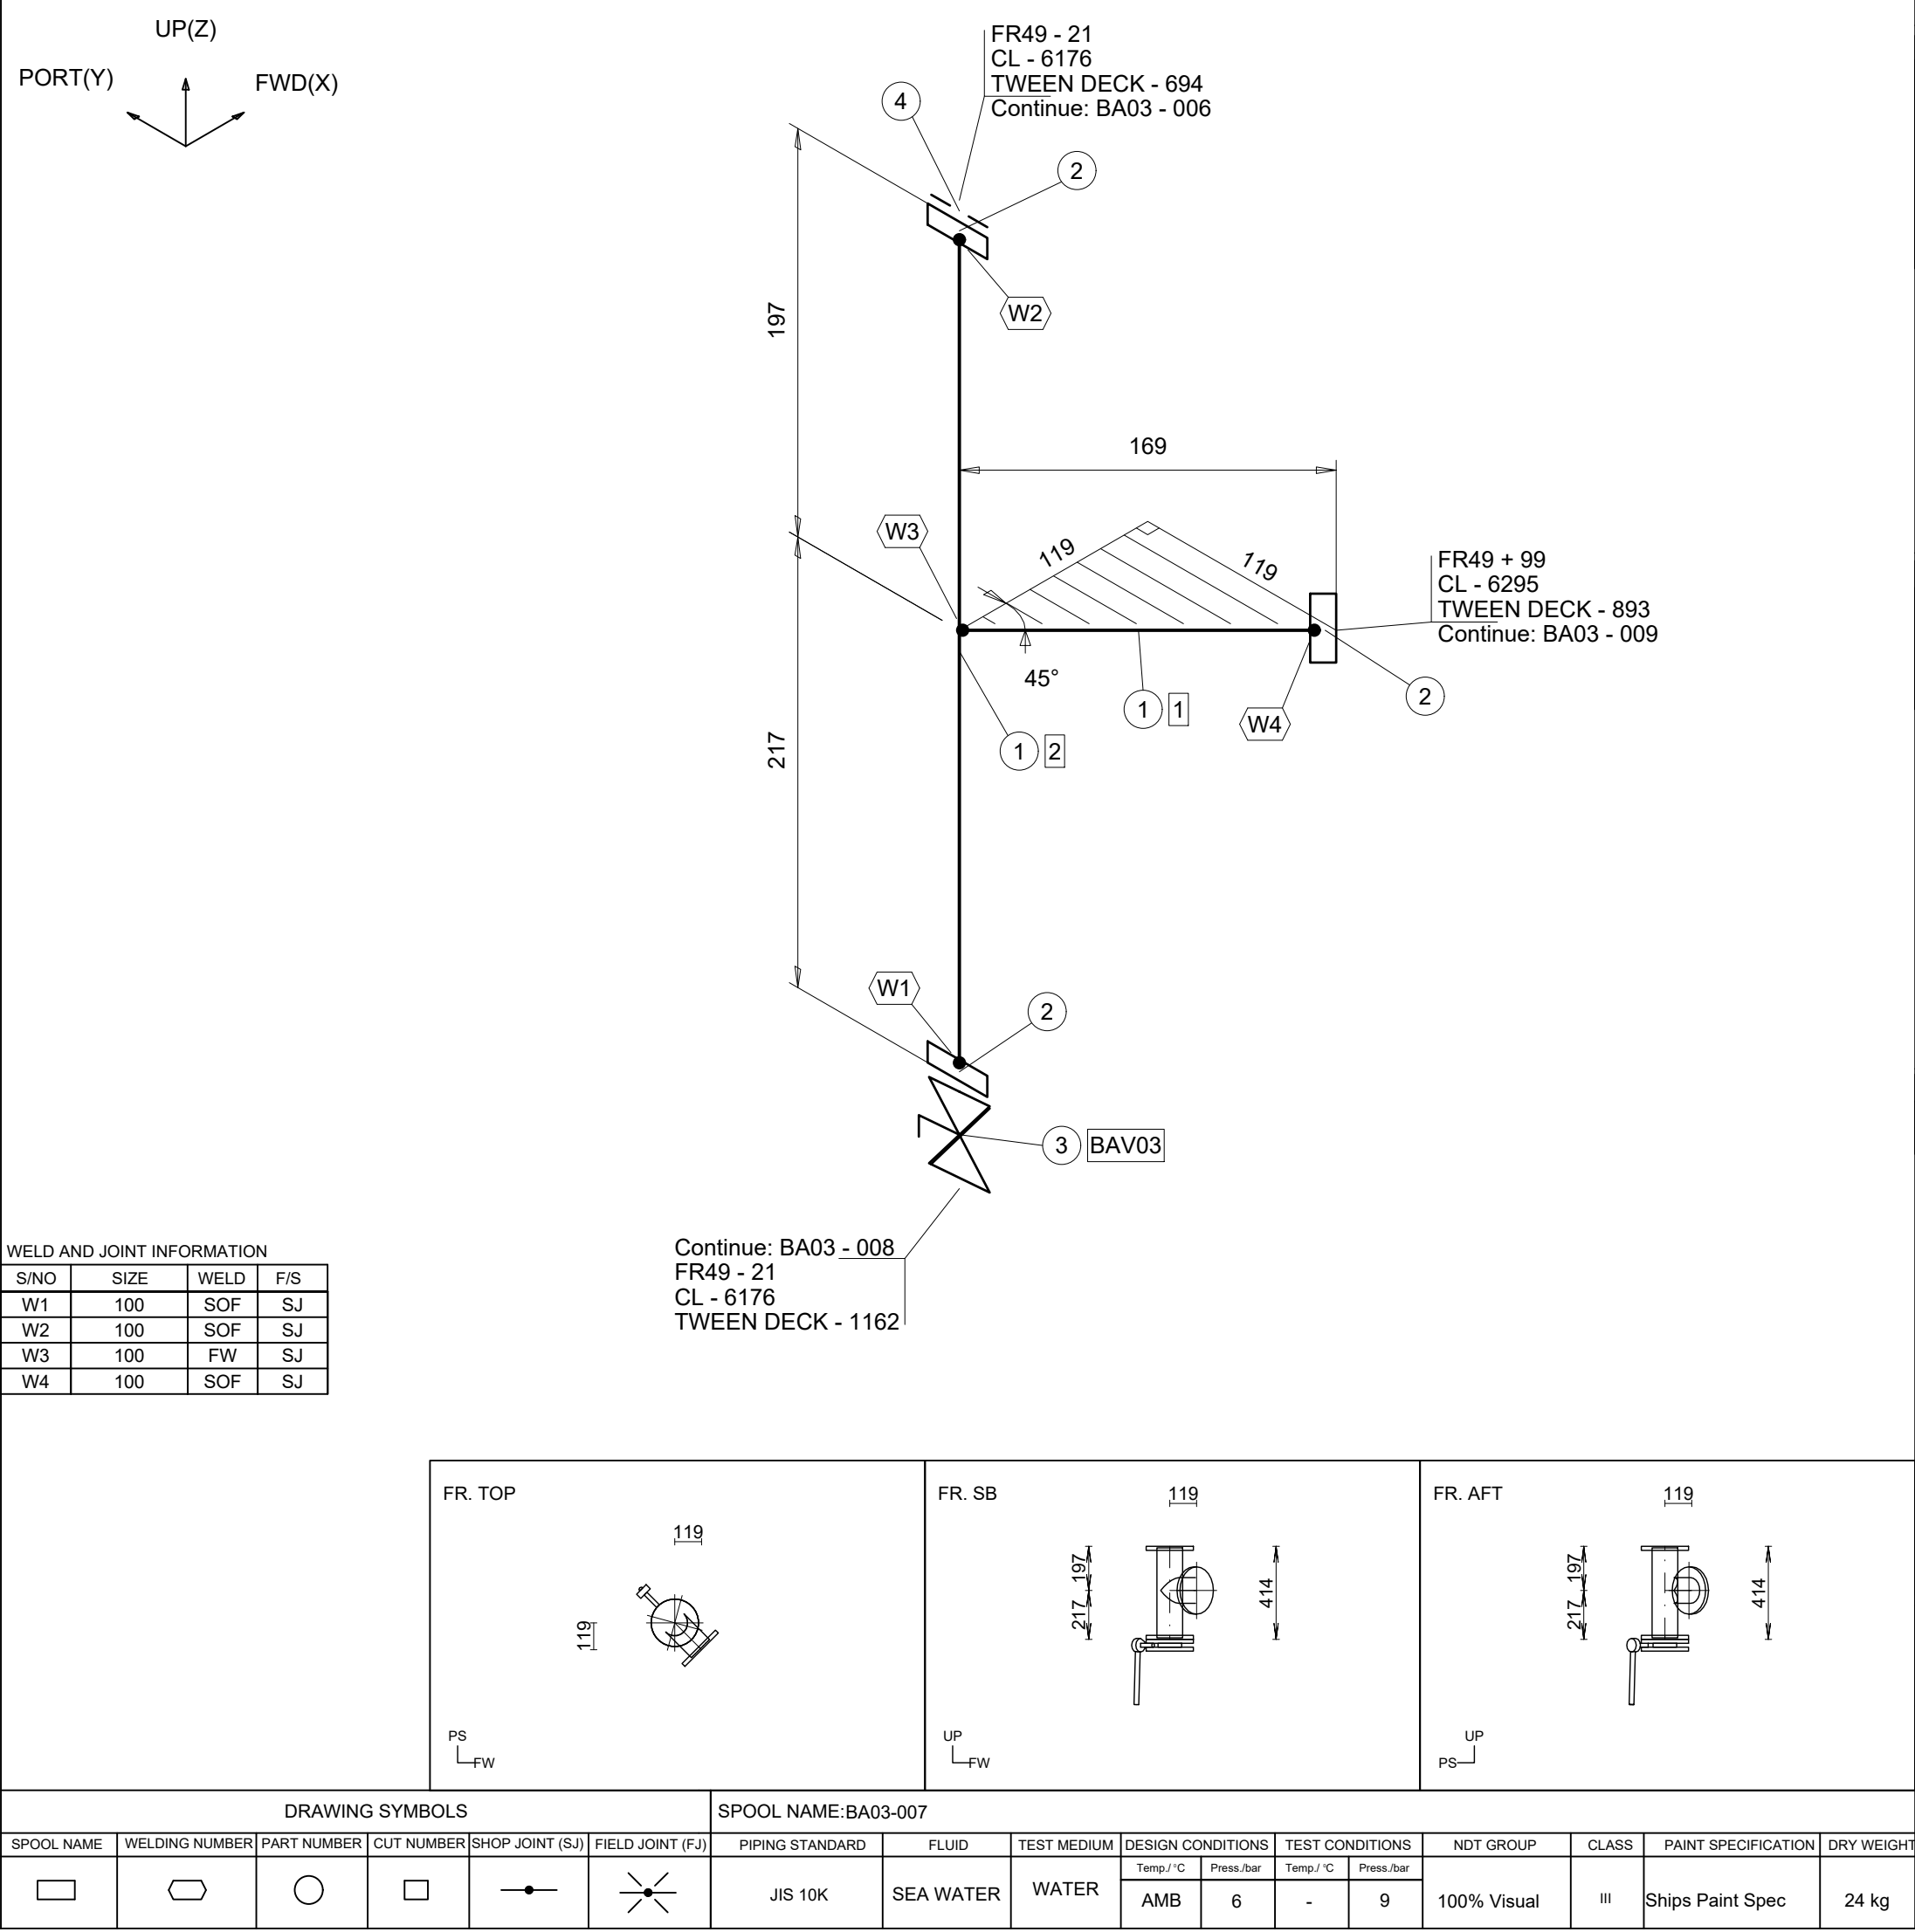 UP(Z)
PORT(Y)
FWD(X)
FR49 - 21
CL - 6176
TWEEN DECK - 694
Continue: BA03 - 006
4
2
197
W2
169
W3
119
119
FR49 + 99
CL - 6295
TWEEN DECK - 893
Continue: BA03 - 009
45°
1 1
2
W4
1 2
217
W1
2
3 BAV03
Continue: BA03 - 008
FR49 - 21
CL - 6176
TWEEN DECK - 1162
WELD AND JOINT INFORMATION
S/NO SIZE WELD F/S
W1 100 SOF SJ
W2 100 SOF SJ
W3 100 FW SJ
W4 100 SOF SJ
FR. TOP
119
119
PS
FW
FR. SB
119
197
217
414
UP
FW
FR. AFT
119
197
217
414
UP
PS
DRAWING SYMBOLS
SPOOL NAME:BA03-007
SPOOL NAME WELDING NUMBER PART NUMBER CUT NUMBER SHOP JOINT (SJ) FIELD JOINT (FJ) PIPING STANDARD FLUID TEST MEDIUM DESIGN CONDITIONS TEST CONDITIONS NDT GROUP CLASS PAINT SPECIFICATION DRY WEIGHT
Temp./ °C Press./bar Temp./ °C Press./bar
JIS 10K SEA WATER WATER AMB 6 - 9 100% Visual III Ships Paint Spec 24 kg